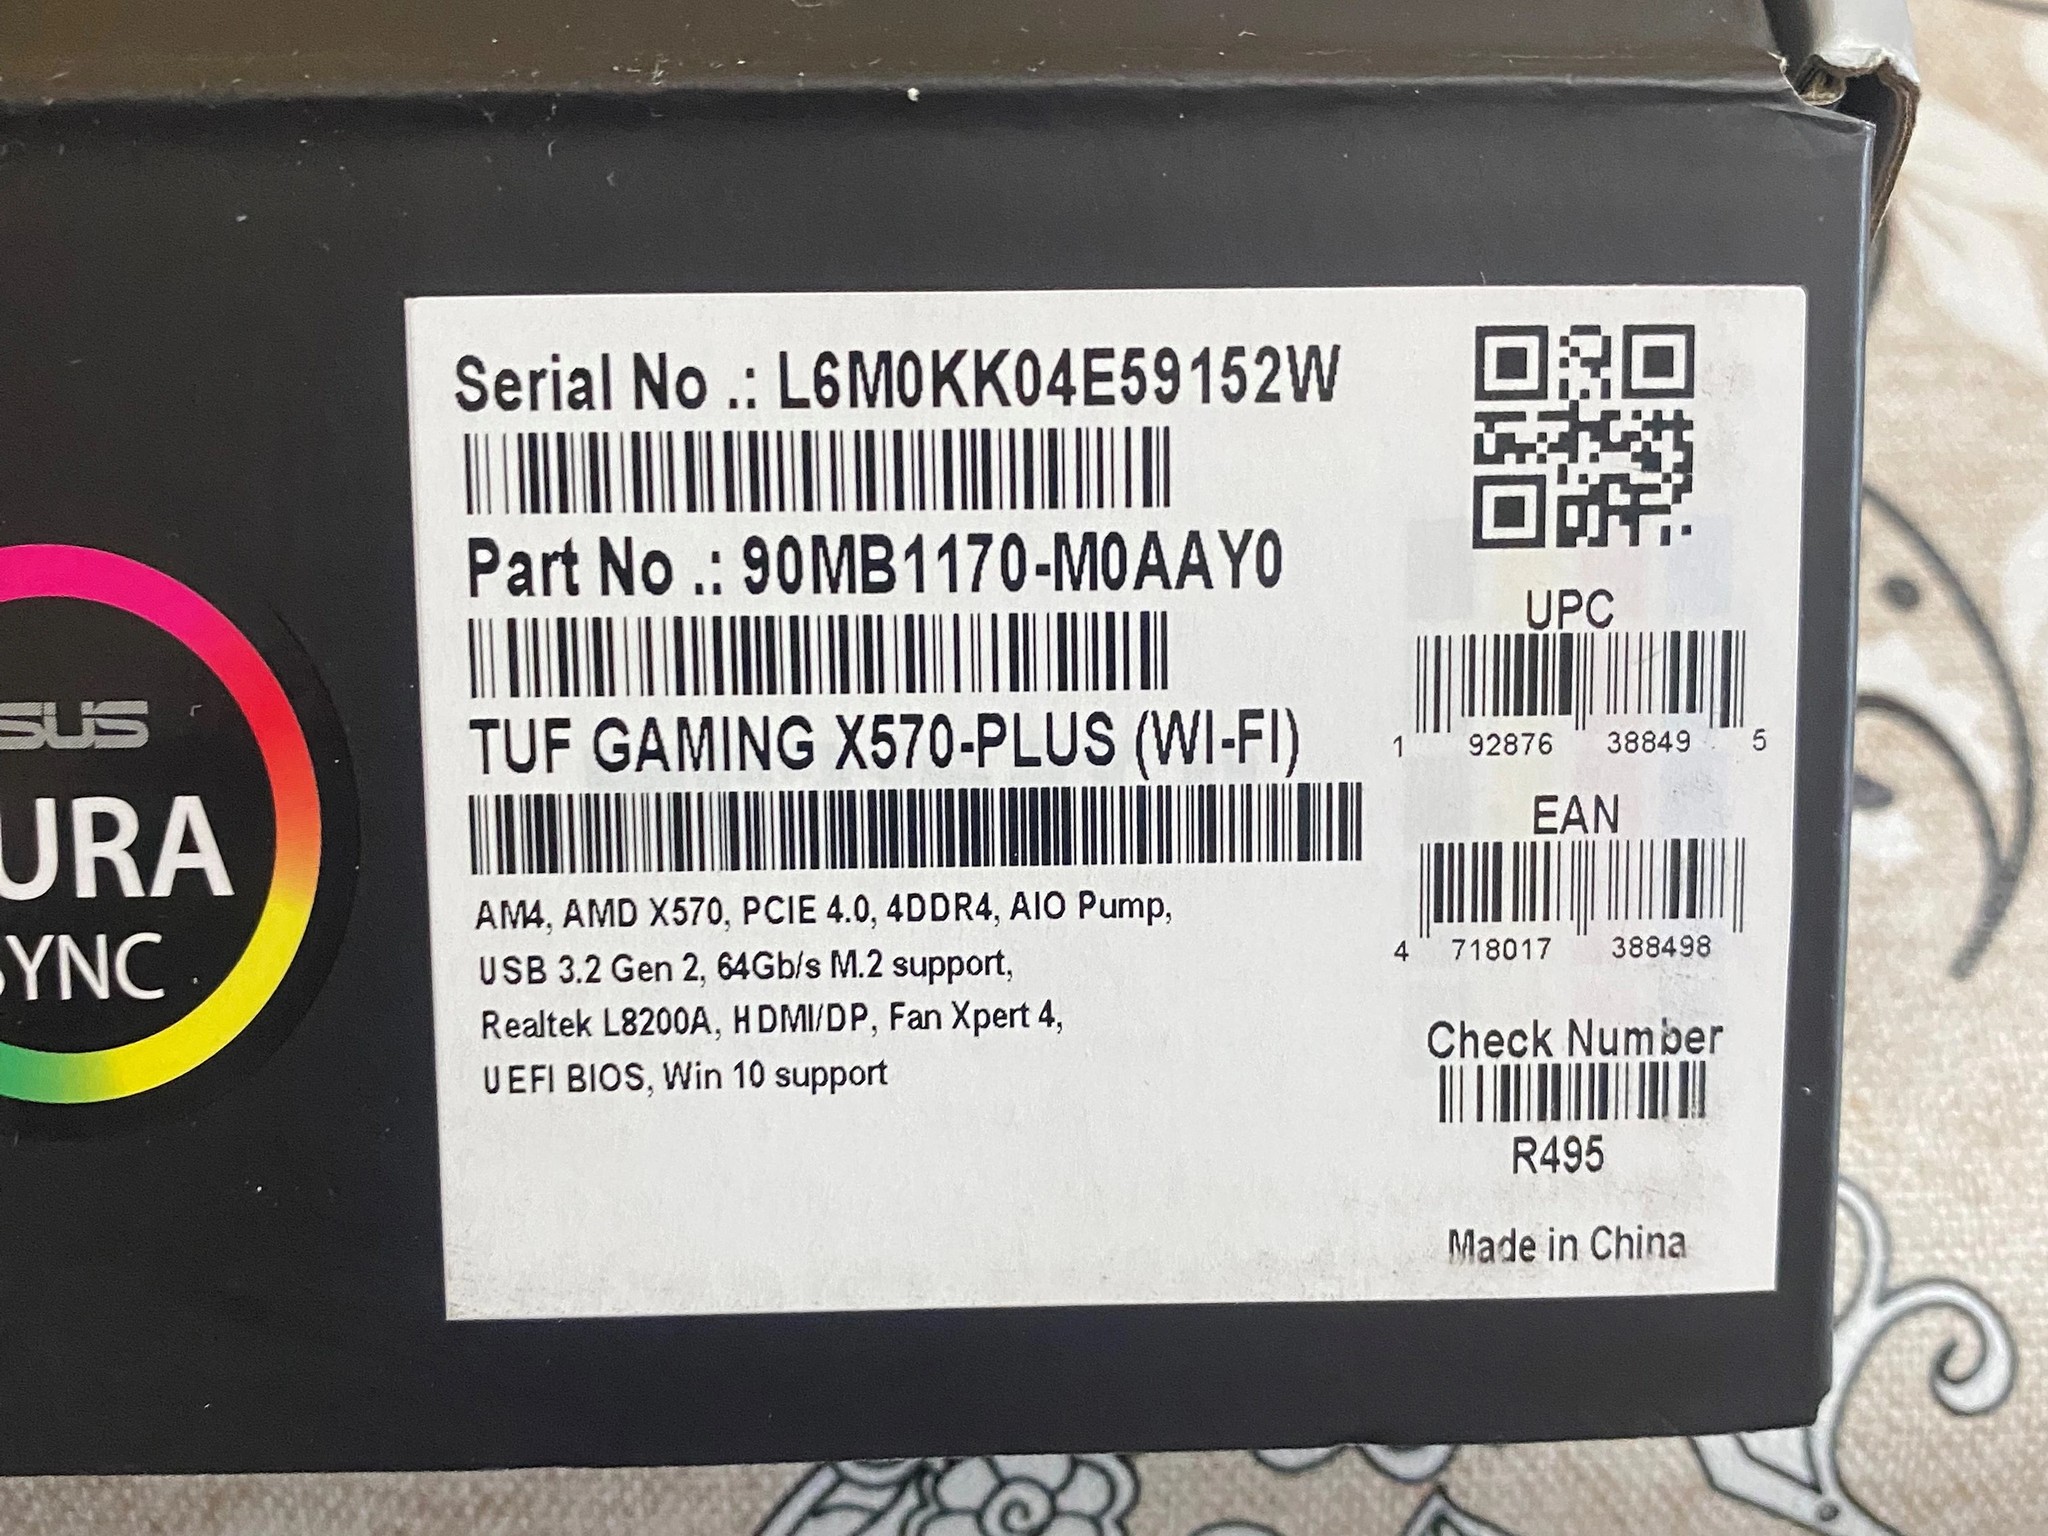 Serial No .: L6M0KK04E59152W
Part No .: 90MB1170-M0AAY0
TUF GAMING X570-PLUS (WI-FI)
AM4, AMD X570, PCIE 4.0, 4DDR4, AIO Pump,
USB 3.2 Gen 2, 64Gb/s M.2 support,
Realtek L8200A, HDMI/DP, Fan Xpert 4,
UEFI BIOS, Win 10 support
UPC
1 92876 38849 5
EAN
4 718017 388498
Check Number
R495
Made in China
SUS
URA
SYNC